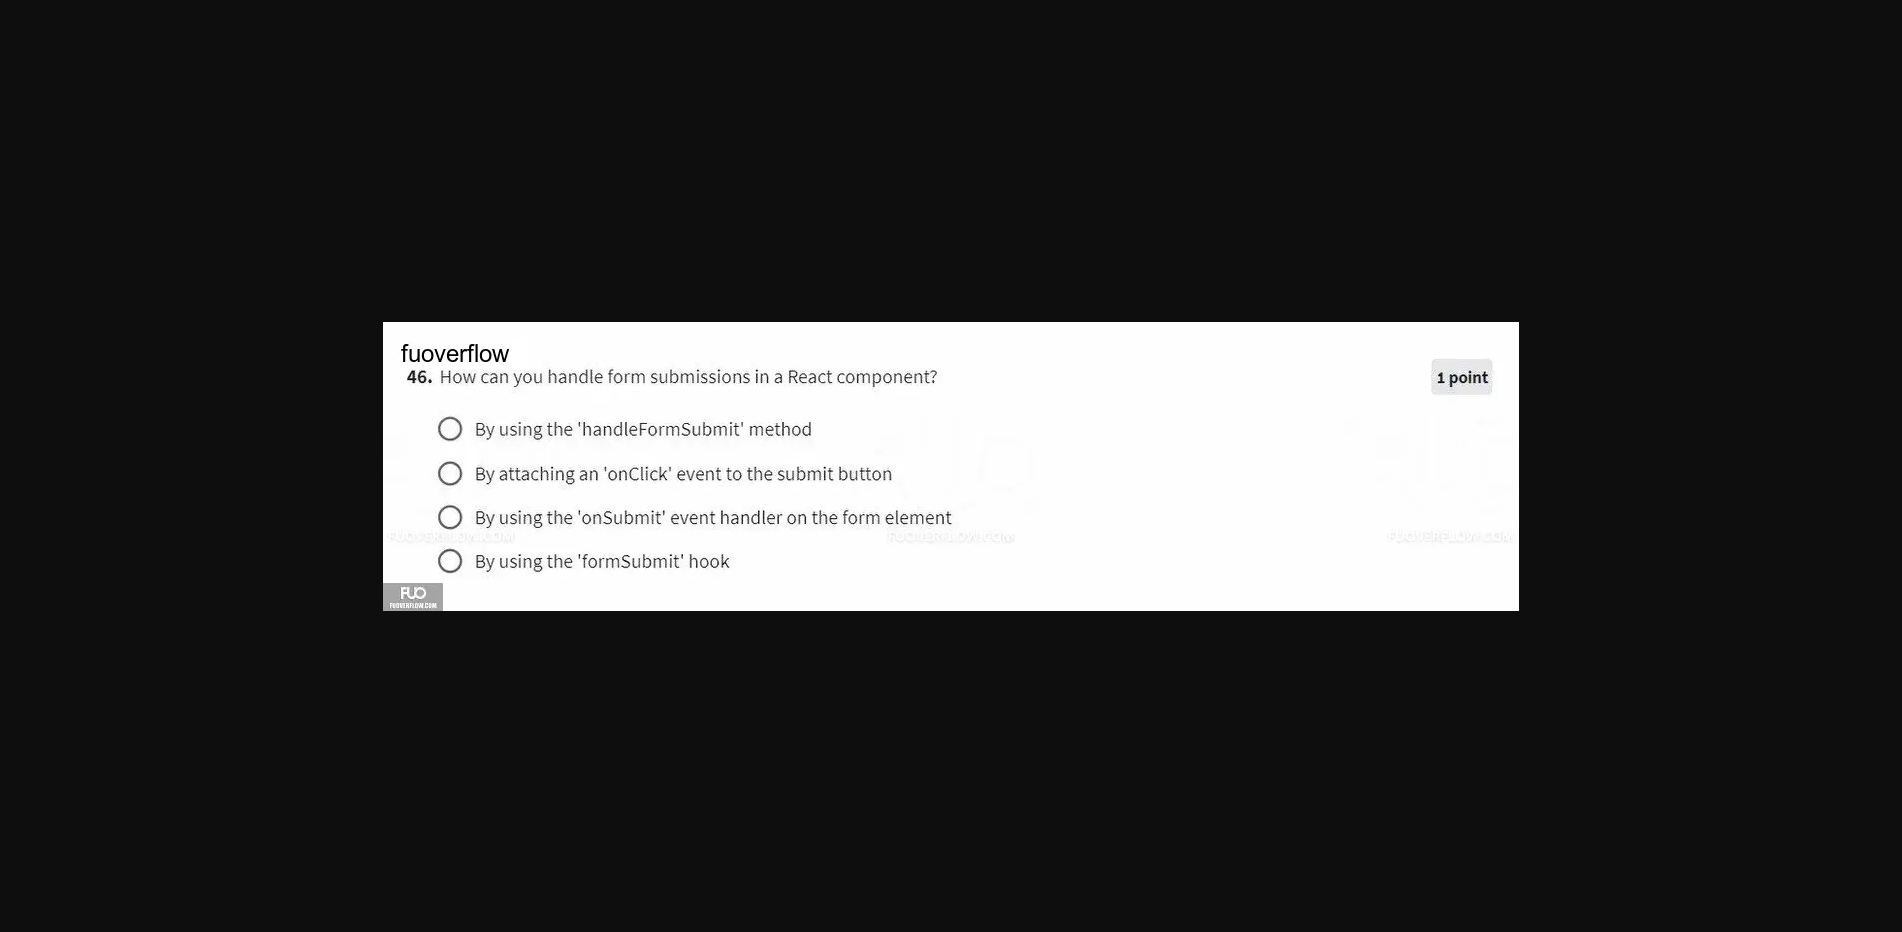 fuoverflow
46. How can you handle form submissions in a React component?
1 point
By using the 'handleFormSubmit' method
By attaching an 'onClick' event to the submit button
By using the 'onSubmit' event handler on the form element
FUOVERFLOW.COM FUOVERFLOW.COM FUOVERFLOW.COM
By using the 'formSubmit' hook
FUO
FUOVERFLOW.COM